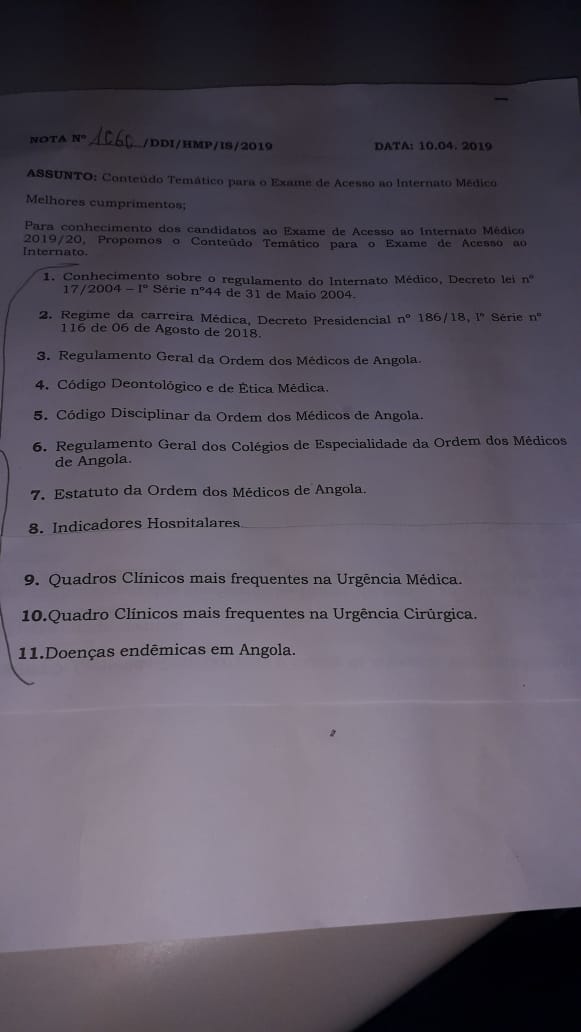 NOTA Nº 1060/DDI/HMP/IS/2019 DATA: 10.04. 2019
ASSUNTO: Conteúdo Temático para o Exame de Acesso ao Internato Médico
Melhores cumprimentos;
Para conhecimento dos candidatos ao Exame de Acesso ao Internato Médico
2019/20, Propomos o Conteúdo Temático para o Exame de Acesso ao
Internato.
1. Conhecimento sobre o regulamento do Internato Médico, Decreto lei nº
17/2004 – Iº Série nº44 de 31 de Maio 2004.
2. Regime da carreira Médica, Decreto Presidencial nº 186/18, Iº Série nº
116 de 06 de Agosto de 2018.
3. Regulamento Geral da Ordem dos Médicos de Angola.
4. Código Deontológico e de Ética Médica.
5. Código Disciplinar da Ordem dos Médicos de Angola.
6. Regulamento Geral dos Colégios de Especialidade da Ordem dos Médicos
de Angola.
7. Estatuto da Ordem dos Médicos de Angola.
8. Indicadores Hospitalares
9. Quadros Clínicos mais frequentes na Urgência Médica.
10.Quadro Clínicos mais frequentes na Urgência Cirúrgica.
11.Doenças endêmicas em Angola.